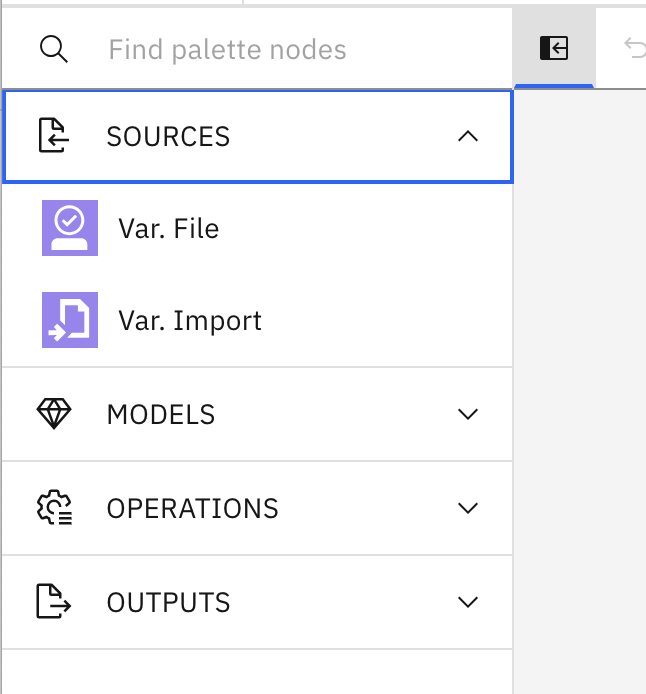 Find palette nodes
SOURCES
Var. File
Var. Import
MODELS
OPERATIONS
OUTPUTS